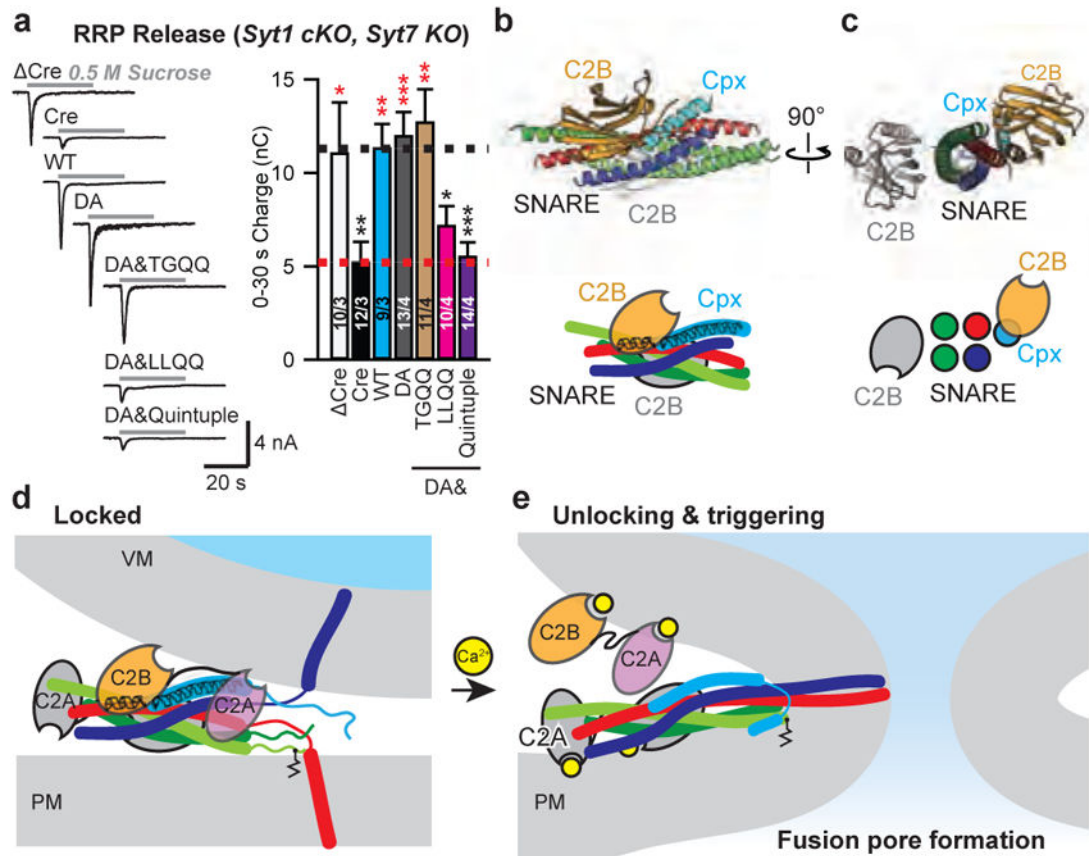 a
RRP Release (Syt1 cKO, Syt7 KO)
ΔCre 0.5 M Sucrose
Cre
WT
DA
DA&TGQQ
DA&LLQQ
DA&Quintuple
4 nA
20 s
0-30 s Charge (nC)
15
10
5
0
*
**
**
***
**
*
***
10/3
12/3
9/3
13/4
11/4
10/4
14/4
ΔCre
Cre
WT
DA
TGQQ
LLQQ
Quintuple
DA&
b
C2B
Cpx
SNARE
C2B
90°
C2B
Cpx
SNARE
C2B
c
C2B
Cpx
C2B
SNARE
C2B
Cpx
C2B
SNARE
d
Locked
VM
C2B
C2A
C2A
PM
Ca2+
e
Unlocking & triggering
C2B
C2A
C2A
PM
Fusion pore formation